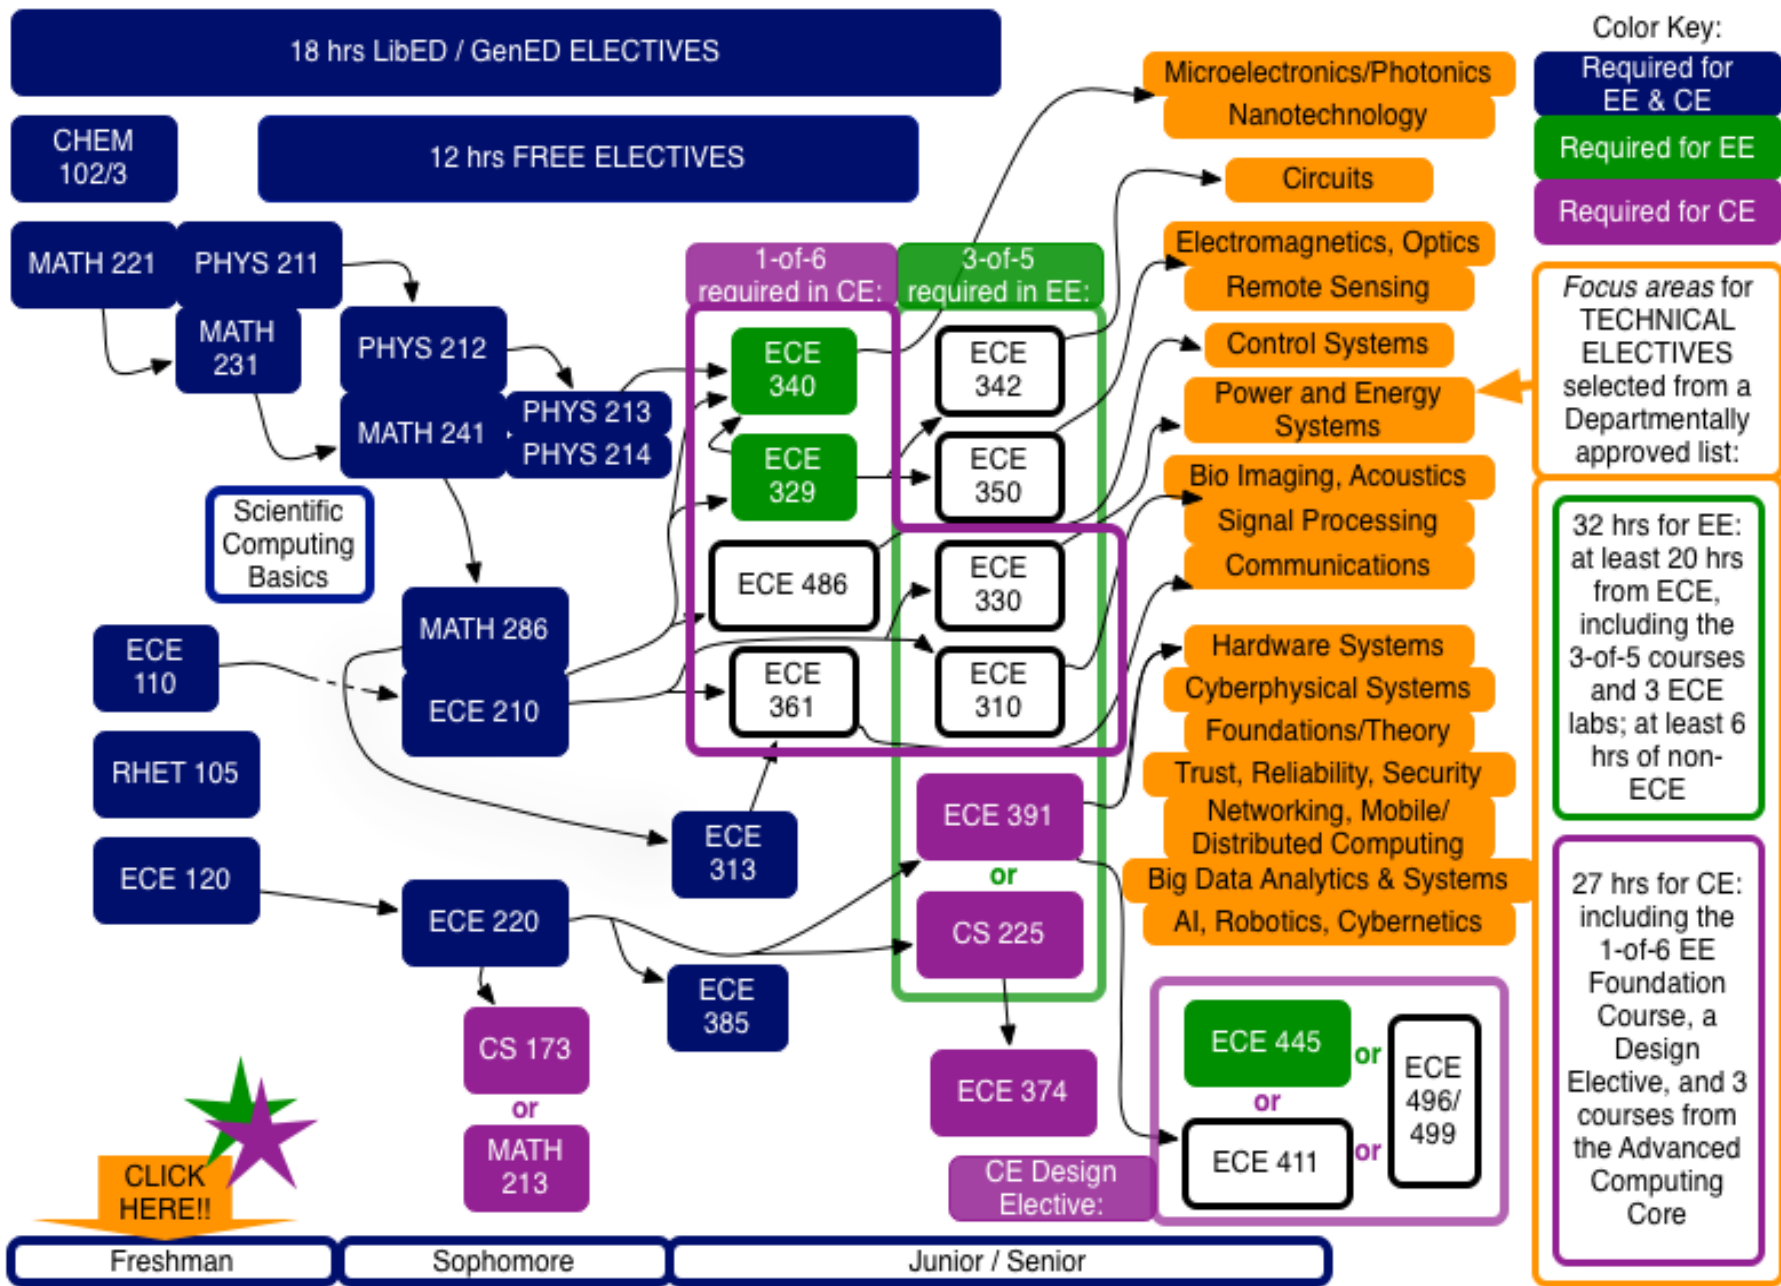 18 hrs LibED / GenED ELECTIVES
CHEM
102/3
12 hrs FREE ELECTIVES
MATH 221
PHYS 211
MATH
231
PHYS 212
MATH 241
PHYS 213
PHYS 214
Scientific
Computing
Basics
MATH 286
ECE 210
ECE
110
RHET 105
ECE 120
ECE 220
CS 173
or
MATH
213
ECE
313
ECE
385
1-of-6
required in CE:
ECE
340
ECE
329
ECE 486
ECE
361
3-of-5
required in EE:
ECE
342
ECE
350
ECE
330
ECE
310
ECE 391
or
CS 225
ECE 374
Microelectronics/Photonics
Nanotechnology
Circuits
Electromagnetics, Optics
Remote Sensing
Control Systems
Power and Energy
Systems
Bio Imaging, Acoustics
Signal Processing
Communications
Hardware Systems
Cyberphysical Systems
Foundations/Theory
Trust, Reliability, Security
Networking, Mobile/
Distributed Computing
Big Data Analytics & Systems
AI, Robotics, Cybernetics
CE Design
Elective:
ECE 445
or
or
ECE 411
or
ECE
496/
499
Color Key:
Required for
EE & CE
Required for EE
Required for CE
Focus areas for
TECHNICAL
ELECTIVES
selected from a
Departmentally
approved list:
32 hrs for EE:
at least 20 hrs
from ECE,
including the
3-of-5 courses
and 3 ECE
labs; at least 6
hrs of non-
ECE
27 hrs for CE:
including the
1-of-6 EE
Foundation
Course, a
Design
Elective, and 3
courses from
the Advanced
Computing
Core
CLICK
HERE!!
Freshman
Sophomore
Junior / Senior